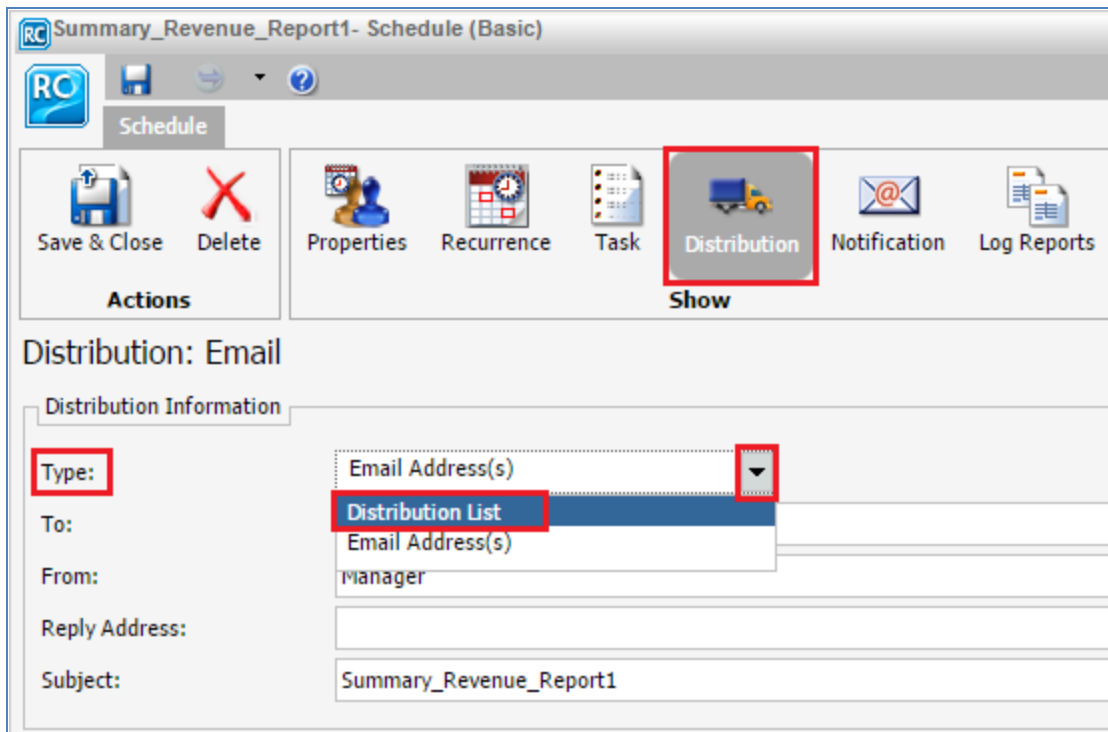 RC Summary_Revenue_Report1- Schedule (Basic)
RC ?
Schedule
Save & Close Delete Properties Recurrence Task Distribution @ Notification Log Reports
Actions Show
Distribution: Email
Distribution Information
Type: Email Address(s)
Distribution List
To:
Email Address(s)
From: Manager
Reply Address:
Subject: Summary_Revenue_Report1